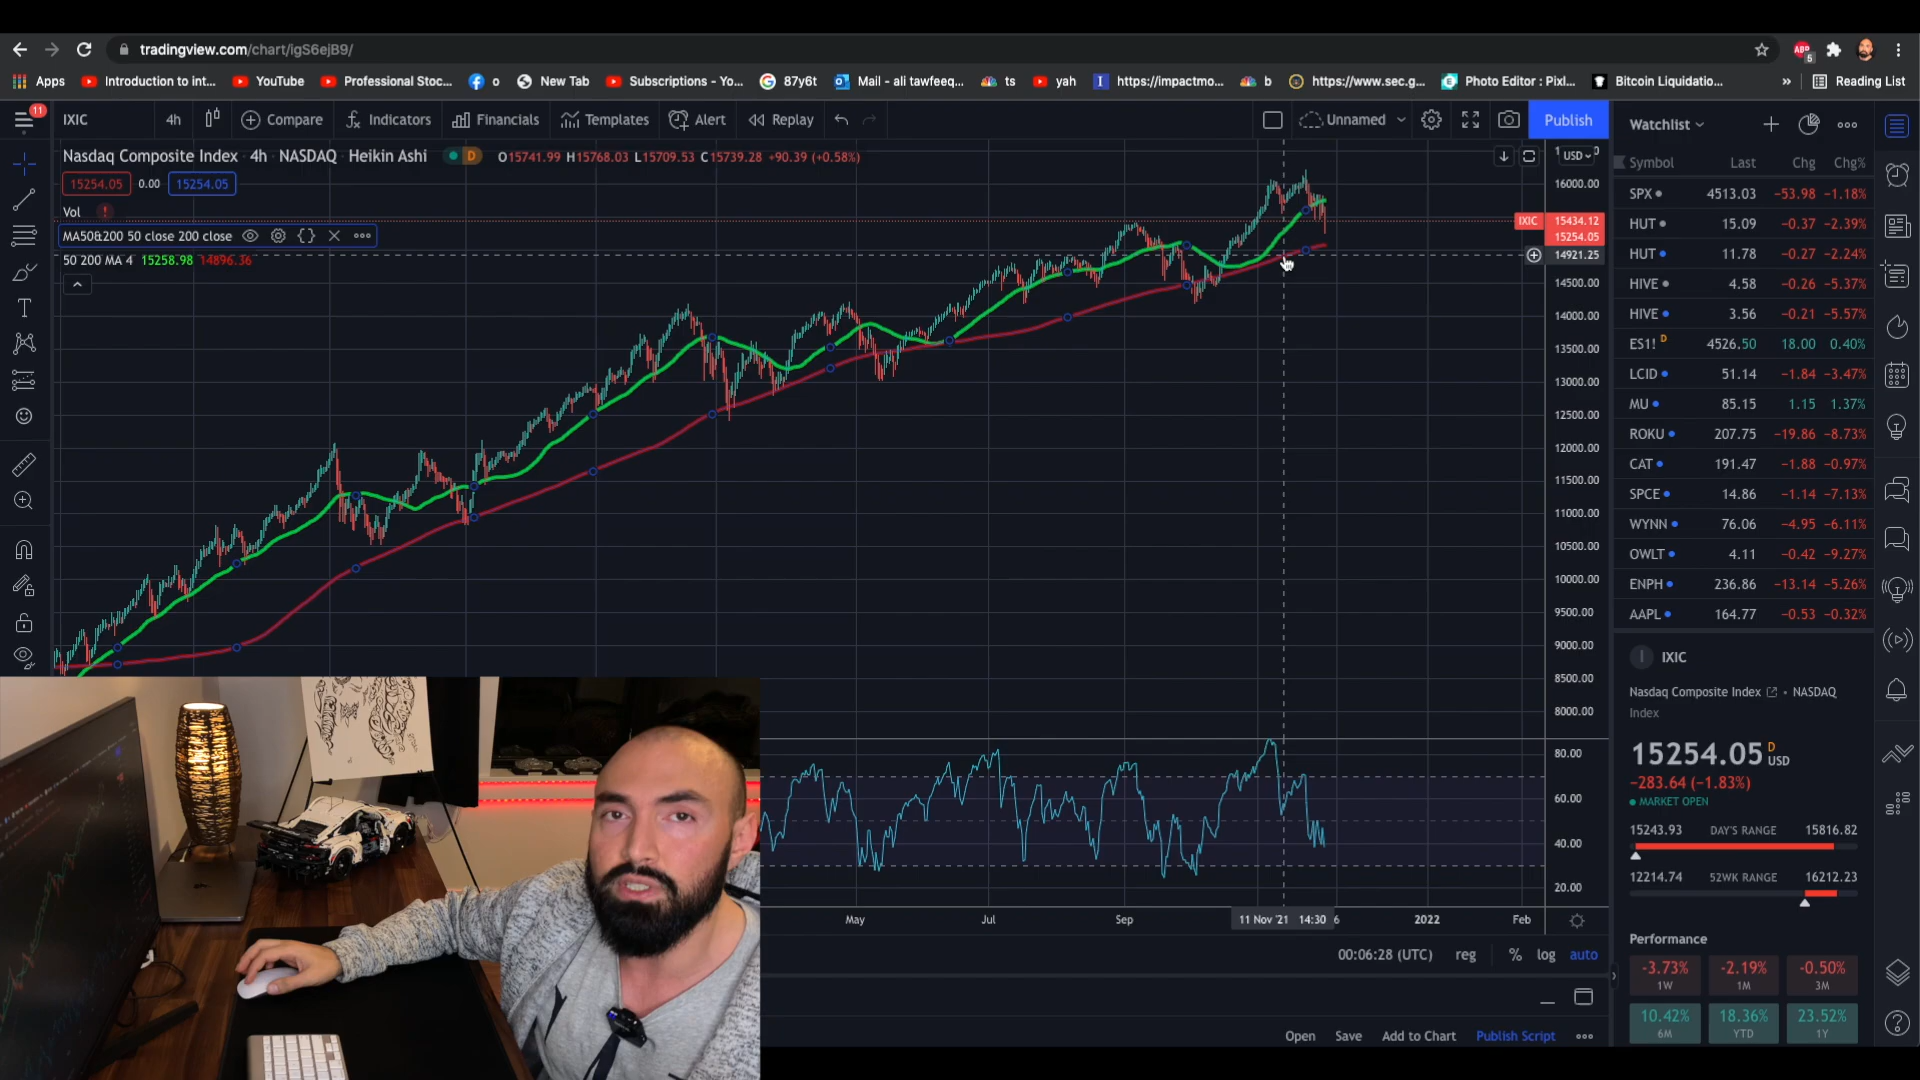 tradingview.com/chart/igS6ejB9/
5
Apps Introduction to int... YouTube Professional Stoc... o New Tab Subscriptions - Yo... 87y6t Mail - ali tawfeeq... ts yah https://impactmo... b https://www.sec.g... Photo Editor : Pixl... Bitcoin Liquidatio... » Reading List
11 IXIC 4h Compare Indicators Financials Templates Alert Replay Unnamed Publish
Nasdaq Composite Index · 4h · NASDAQ Heikin Ashi D O15741.99 H15768.03 L15709.53 C15739.28 +90.39 (+0.58%)
15254.05 0.00 15254.05
Vol
MA50&200 50 close 200 close
50 200 MA 4 15258.98 14896.36
USD
16000.00
IXIC 15434.12
15254.05
14921.25
14500.00
14000.00
13500.00
13000.00
12500.00
12000.00
11500.00
11000.00
10500.00
10000.00
9500.00
9000.00
8500.00
8000.00
80.00
60.00
40.00
20.00
May Jul Sep 11 Nov '21 14:30 6 2022 Feb
00:06:28 (UTC) reg % log auto
Open Save Add to Chart Publish Script
Watchlist
Symbol Last Chg Chg%
SPX 4513.03 −53.98 −1.18%
HUT 15.09 −0.37 −2.39%
HUT 11.78 −0.27 −2.24%
HIVE 4.58 −0.26 −5.37%
HIVE 3.56 −0.21 −5.57%
ES1! D 4526.50 18.00 0.40%
LCID 51.14 −1.84 −3.47%
MU 85.15 1.15 1.37%
ROKU 207.75 −19.86 −8.73%
CAT 191.47 −1.88 −0.97%
SPCE 14.86 −1.14 −7.13%
WYNN 76.06 −4.95 −6.11%
OWLT 4.11 −0.42 −9.27%
ENPH 236.86 −13.14 −5.26%
AAPL 164.77 −0.53 −0.32%
I IXIC
Nasdaq Composite Index • NASDAQ
Index
15254.05 D USD
−283.64 (−1.83%)
MARKET OPEN
15243.93 DAY'S RANGE 15816.82
12214.74 52WK RANGE 16212.23
Performance
-3.73% -2.19% -0.50%
1W 1M 3M
10.42% 18.36% 23.52%
6M YTD 1Y